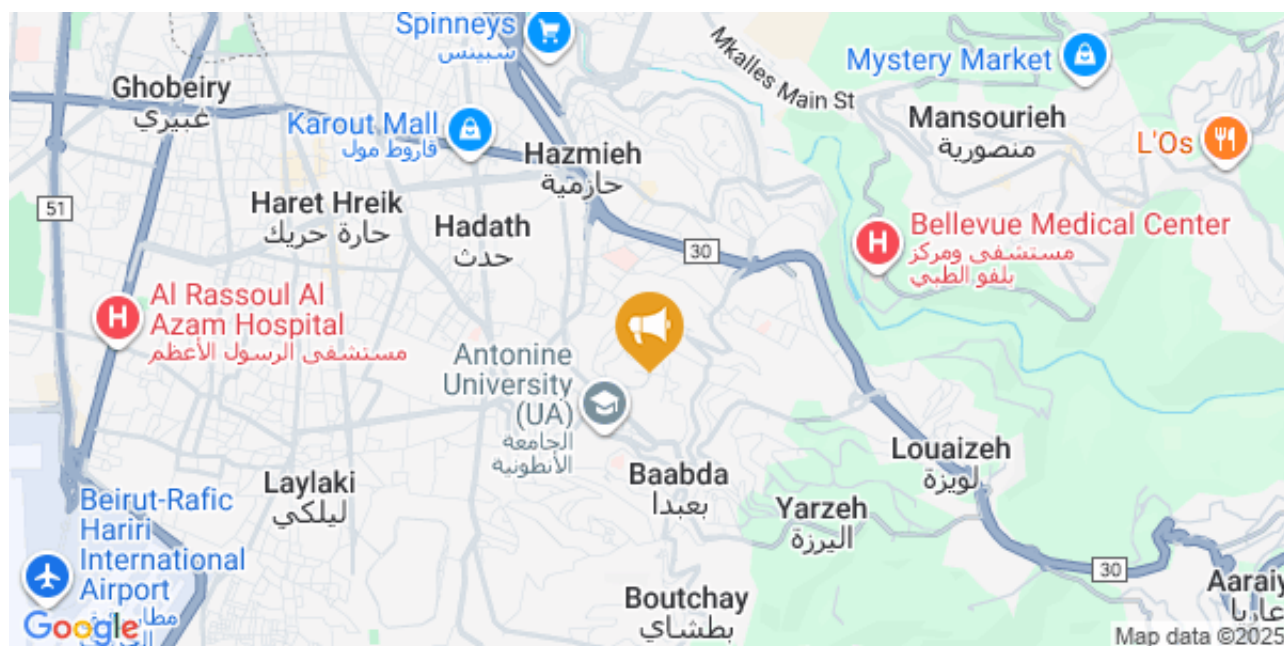 Spinneys
سبينس
Mkalles Main St
Mystery Market
Ghobeiry
غبيري
Karout Mall
قاروط مول
Mansourieh
منصورية
L'Os
Hazmieh
حازمية
51
Haret Hreik
حارة حريك
Hadath
حدث
30
Bellevue Medical Center
مستشفى ومركز
بلفو الطبي
H
Al Rassoul Al
Azam Hospital
مستشفى الرسول الأعظم
H
Antonine
University
(UA)
الجامعة
الأنطونية
Louaizeh
لويزة
Baabda
بعبدا
Laylaki
ليلكي
Yarzeh
اليرزة
Beirut-Rafic
Hariri
International
Airport
30
Boutchay
بطشاي
Aaraiy
عاريا
Google
Map data ©2025